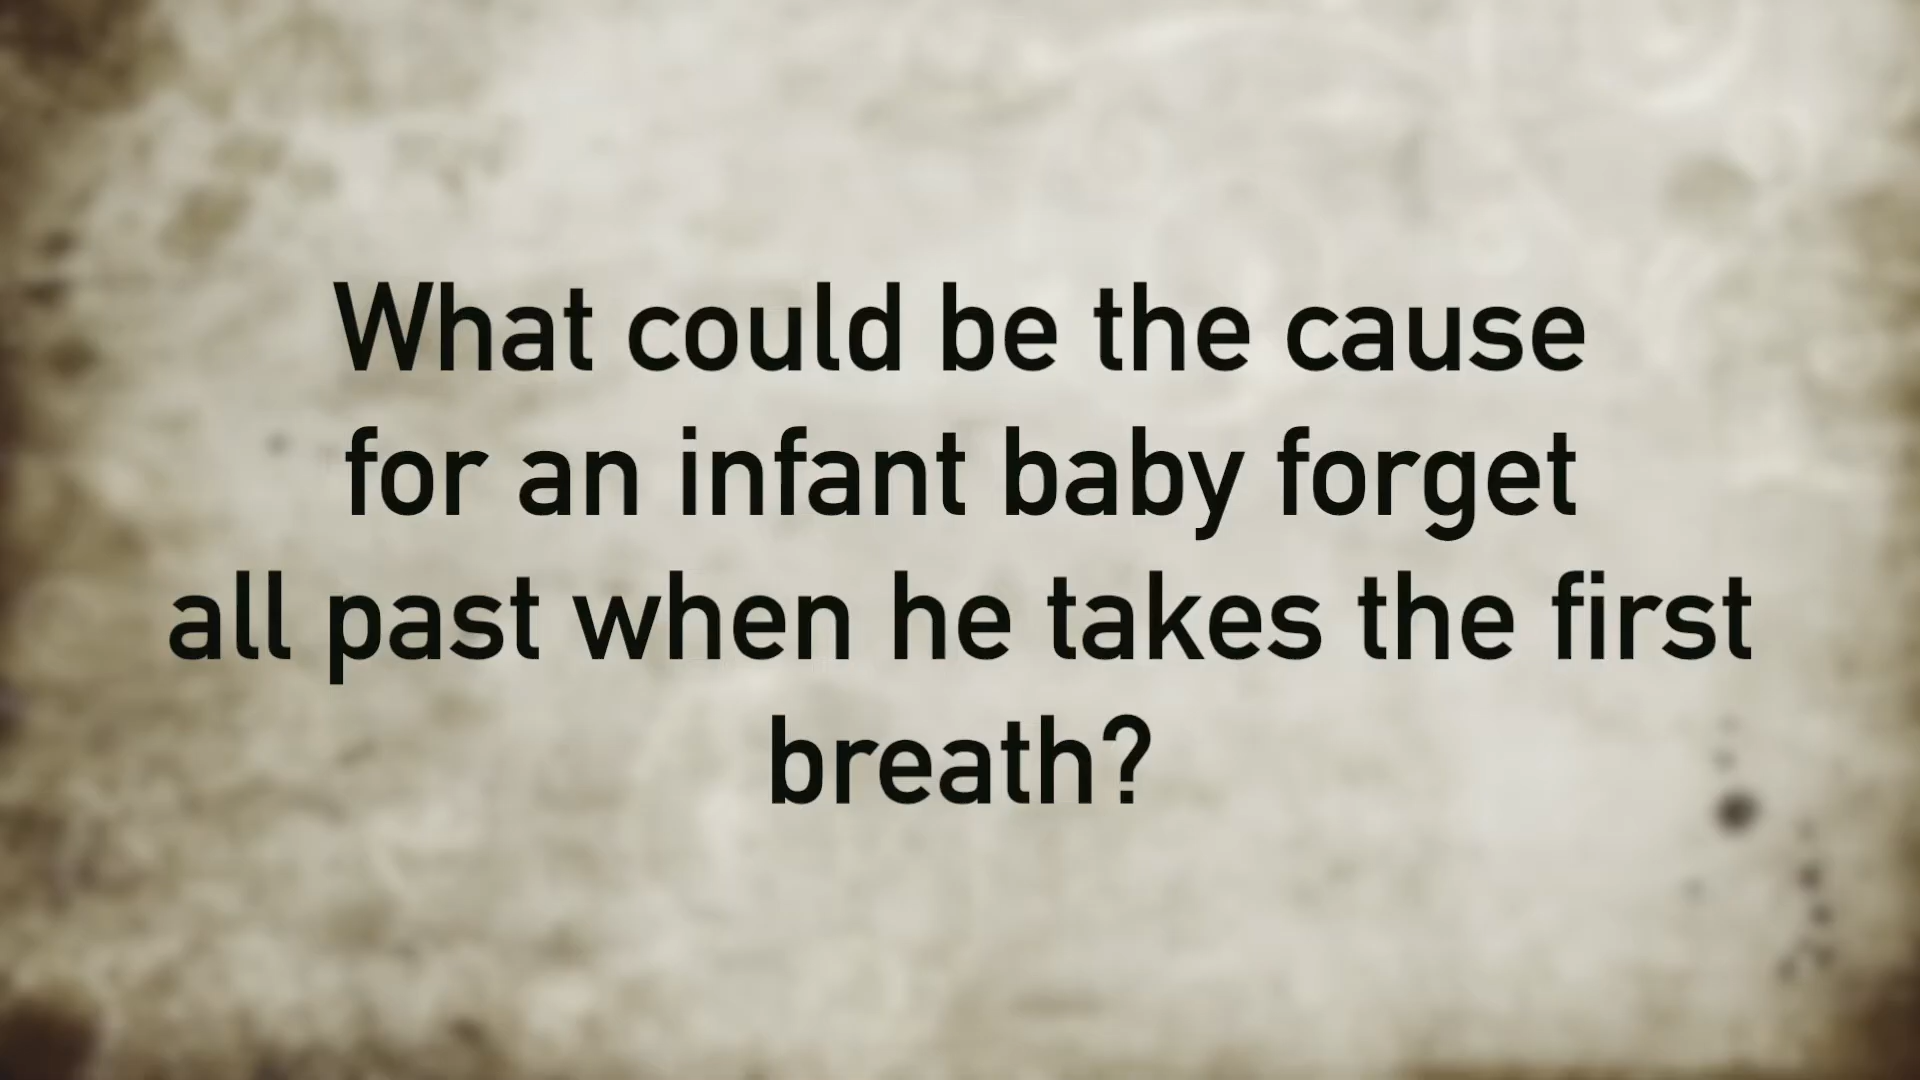 What could be the cause
for an infant baby forget
all past when he takes the first
breath?